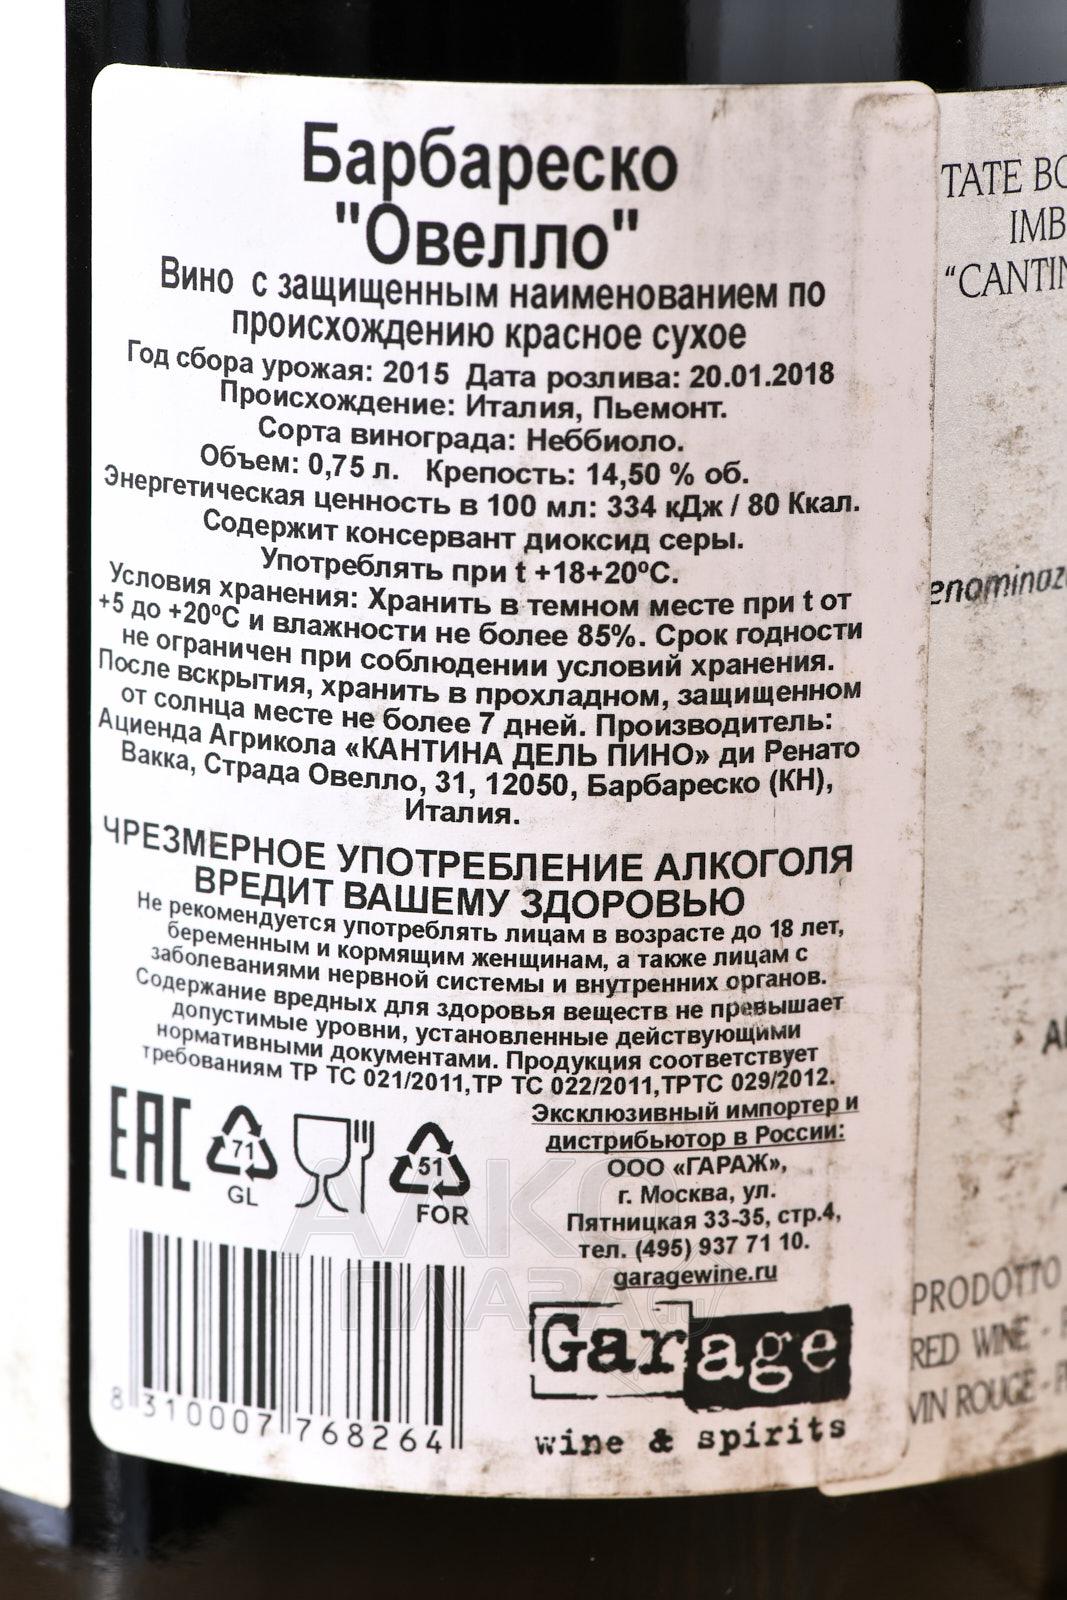 Барбареско
"Овелло"
Вино с защищенным наименованием по
происхождению красное сухое
Год сбора урожая: 2015 Дата розлива: 20.01.2018
Происхождение: Италия, Пьемонт.
Сорта винограда: Неббиоло.
Объем: 0,75 л. Крепость: 14,50 % об.
Энергетическая ценность в 100 мл: 334 кДж / 80 Ккал.
Содержит консервант диоксид серы.
Употреблять при t +18+20ºС.
Условия хранения: Хранить в темном месте при t от
+5 до +20ºС и влажности не более 85%. Срок годности
не ограничен при соблюдении условий хранения.
После вскрытия, хранить в прохладном, защищенном
от солнца месте не более 7 дней. Производитель:
Ациенда Агрикола «КАНТИНА ДЕЛЬ ПИНО» ди Ренато
Вакка, Страда Овелло, 31, 12050, Барбареско (КН),
Италия.
ЧРЕЗМЕРНОЕ УПОТРЕБЛЕНИЕ АЛКОГОЛЯ
ВРЕДИТ ВАШЕМУ ЗДОРОВЬЮ
Не рекомендуется употреблять лицам в возрасте до 18 лет,
беременным и кормящим женщинам, а также лицам с
заболеваниями нервной системы и внутренних органов.
Содержание вредных для здоровья веществ не превышает
допустимые уровни, установленные действующими
нормативными документами. Продукция соответствует
требованиям ТР ТС 021/2011,ТР ТС 022/2011,ТРТС 029/2012.
EAC
71
GL
51
FOR
8 310007 768264
Эксклюзивный импортер и
дистрибьютор в России:
ООО «ГАРАЖ»,
г. Москва, ул.
Пятницкая 33-35, стр.4,
тел. (495) 937 71 10.
garagewine.ru
Garage
wine & spirits
АЛКО
ПЛАЗА.ru
TATE BO
IMB
"CANTIN
enominaz
PRODOTTO
RED WINE -
VIN ROUGE -